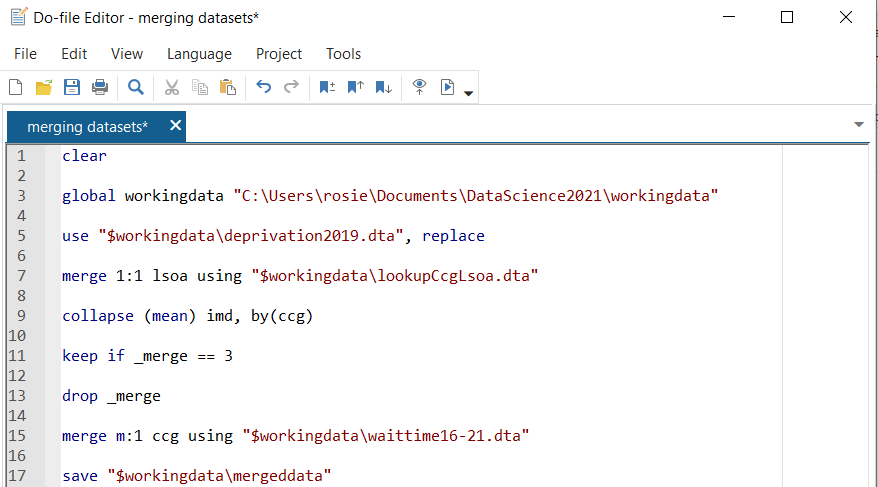 Do-file Editor - merging datasets*
File Edit View Language Project Tools
merging datasets*
1 clear
2
3 global workingdata "C:\Users\rosie\Documents\DataScience2021\workingdata"
4
5 use "$workingdata\deprivation2019.dta", replace
6
7 merge 1:1 lsoa using "$workingdata\lookupCcgLsoa.dta"
8
9 collapse (mean) imd, by(ccg)
10
11 keep if _merge == 3
12
13 drop _merge
14
15 merge m:1 ccg using "$workingdata\waittime16-21.dta"
16
17 save "$workingdata\mergeddata"